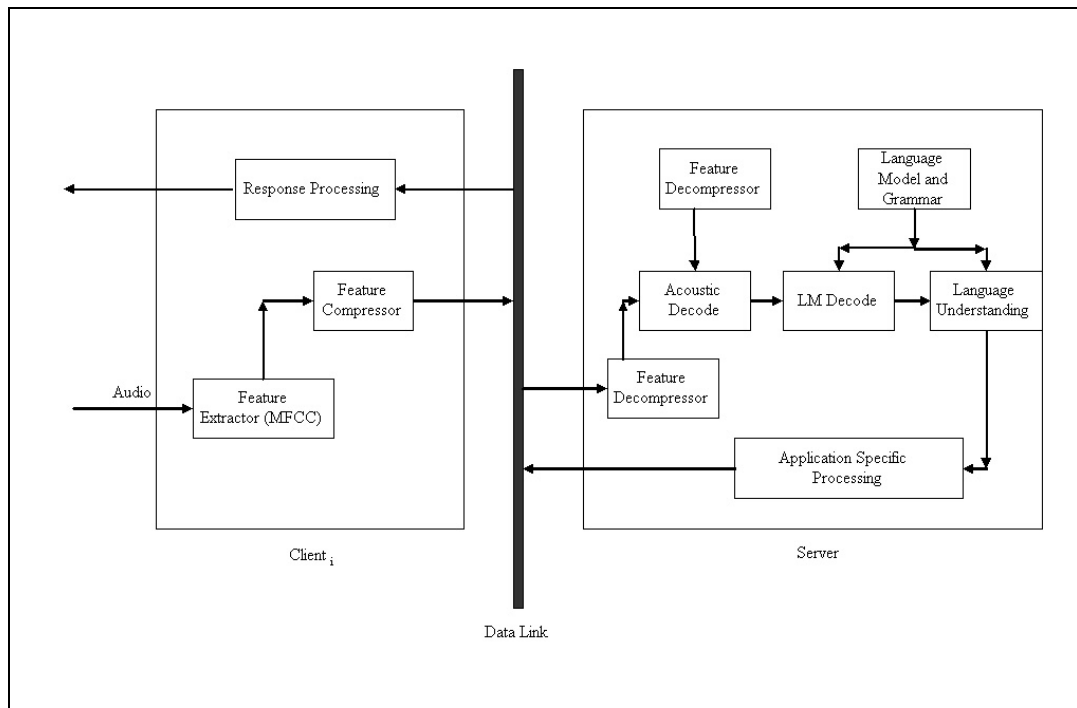 Response Processing
Feature
Compressor
Audio
Feature
Extractor (MFCC)
Client i
Data Link
Feature
Decompressor
Language
Model and
Grammar
Acoustic
Decode
LM Decode
Language
Understanding
Feature
Decompressor
Application Specific
Processing
Server